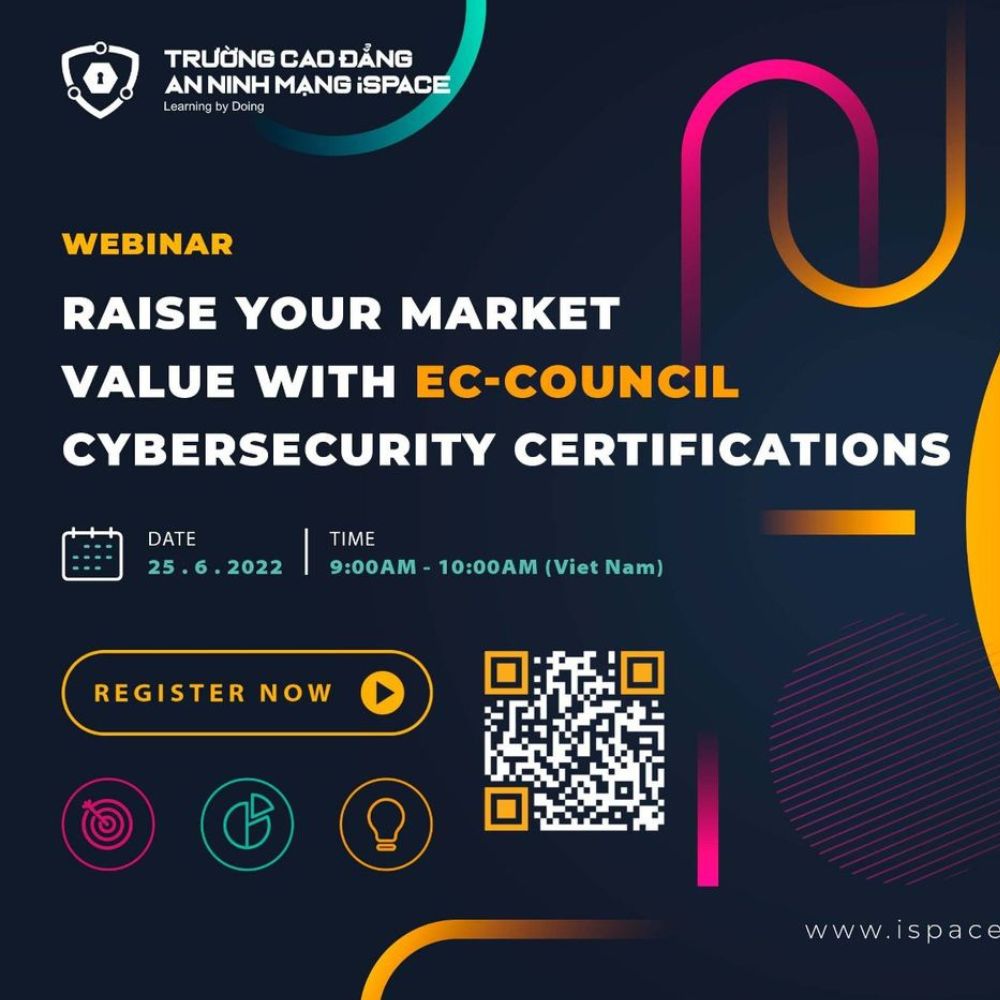 TRƯỜNG CAO ĐẲNG
AN NINH MẠNG iSPACE
Learning by Doing
WEBINAR
RAISE YOUR MARKET
VALUE WITH EC-COUNCIL
CYBERSECURITY CERTIFICATIONS
DATE
25 . 6 . 2022
TIME
9:00AM - 10:00AM (Viet Nam)
REGISTER NOW
www.ispace